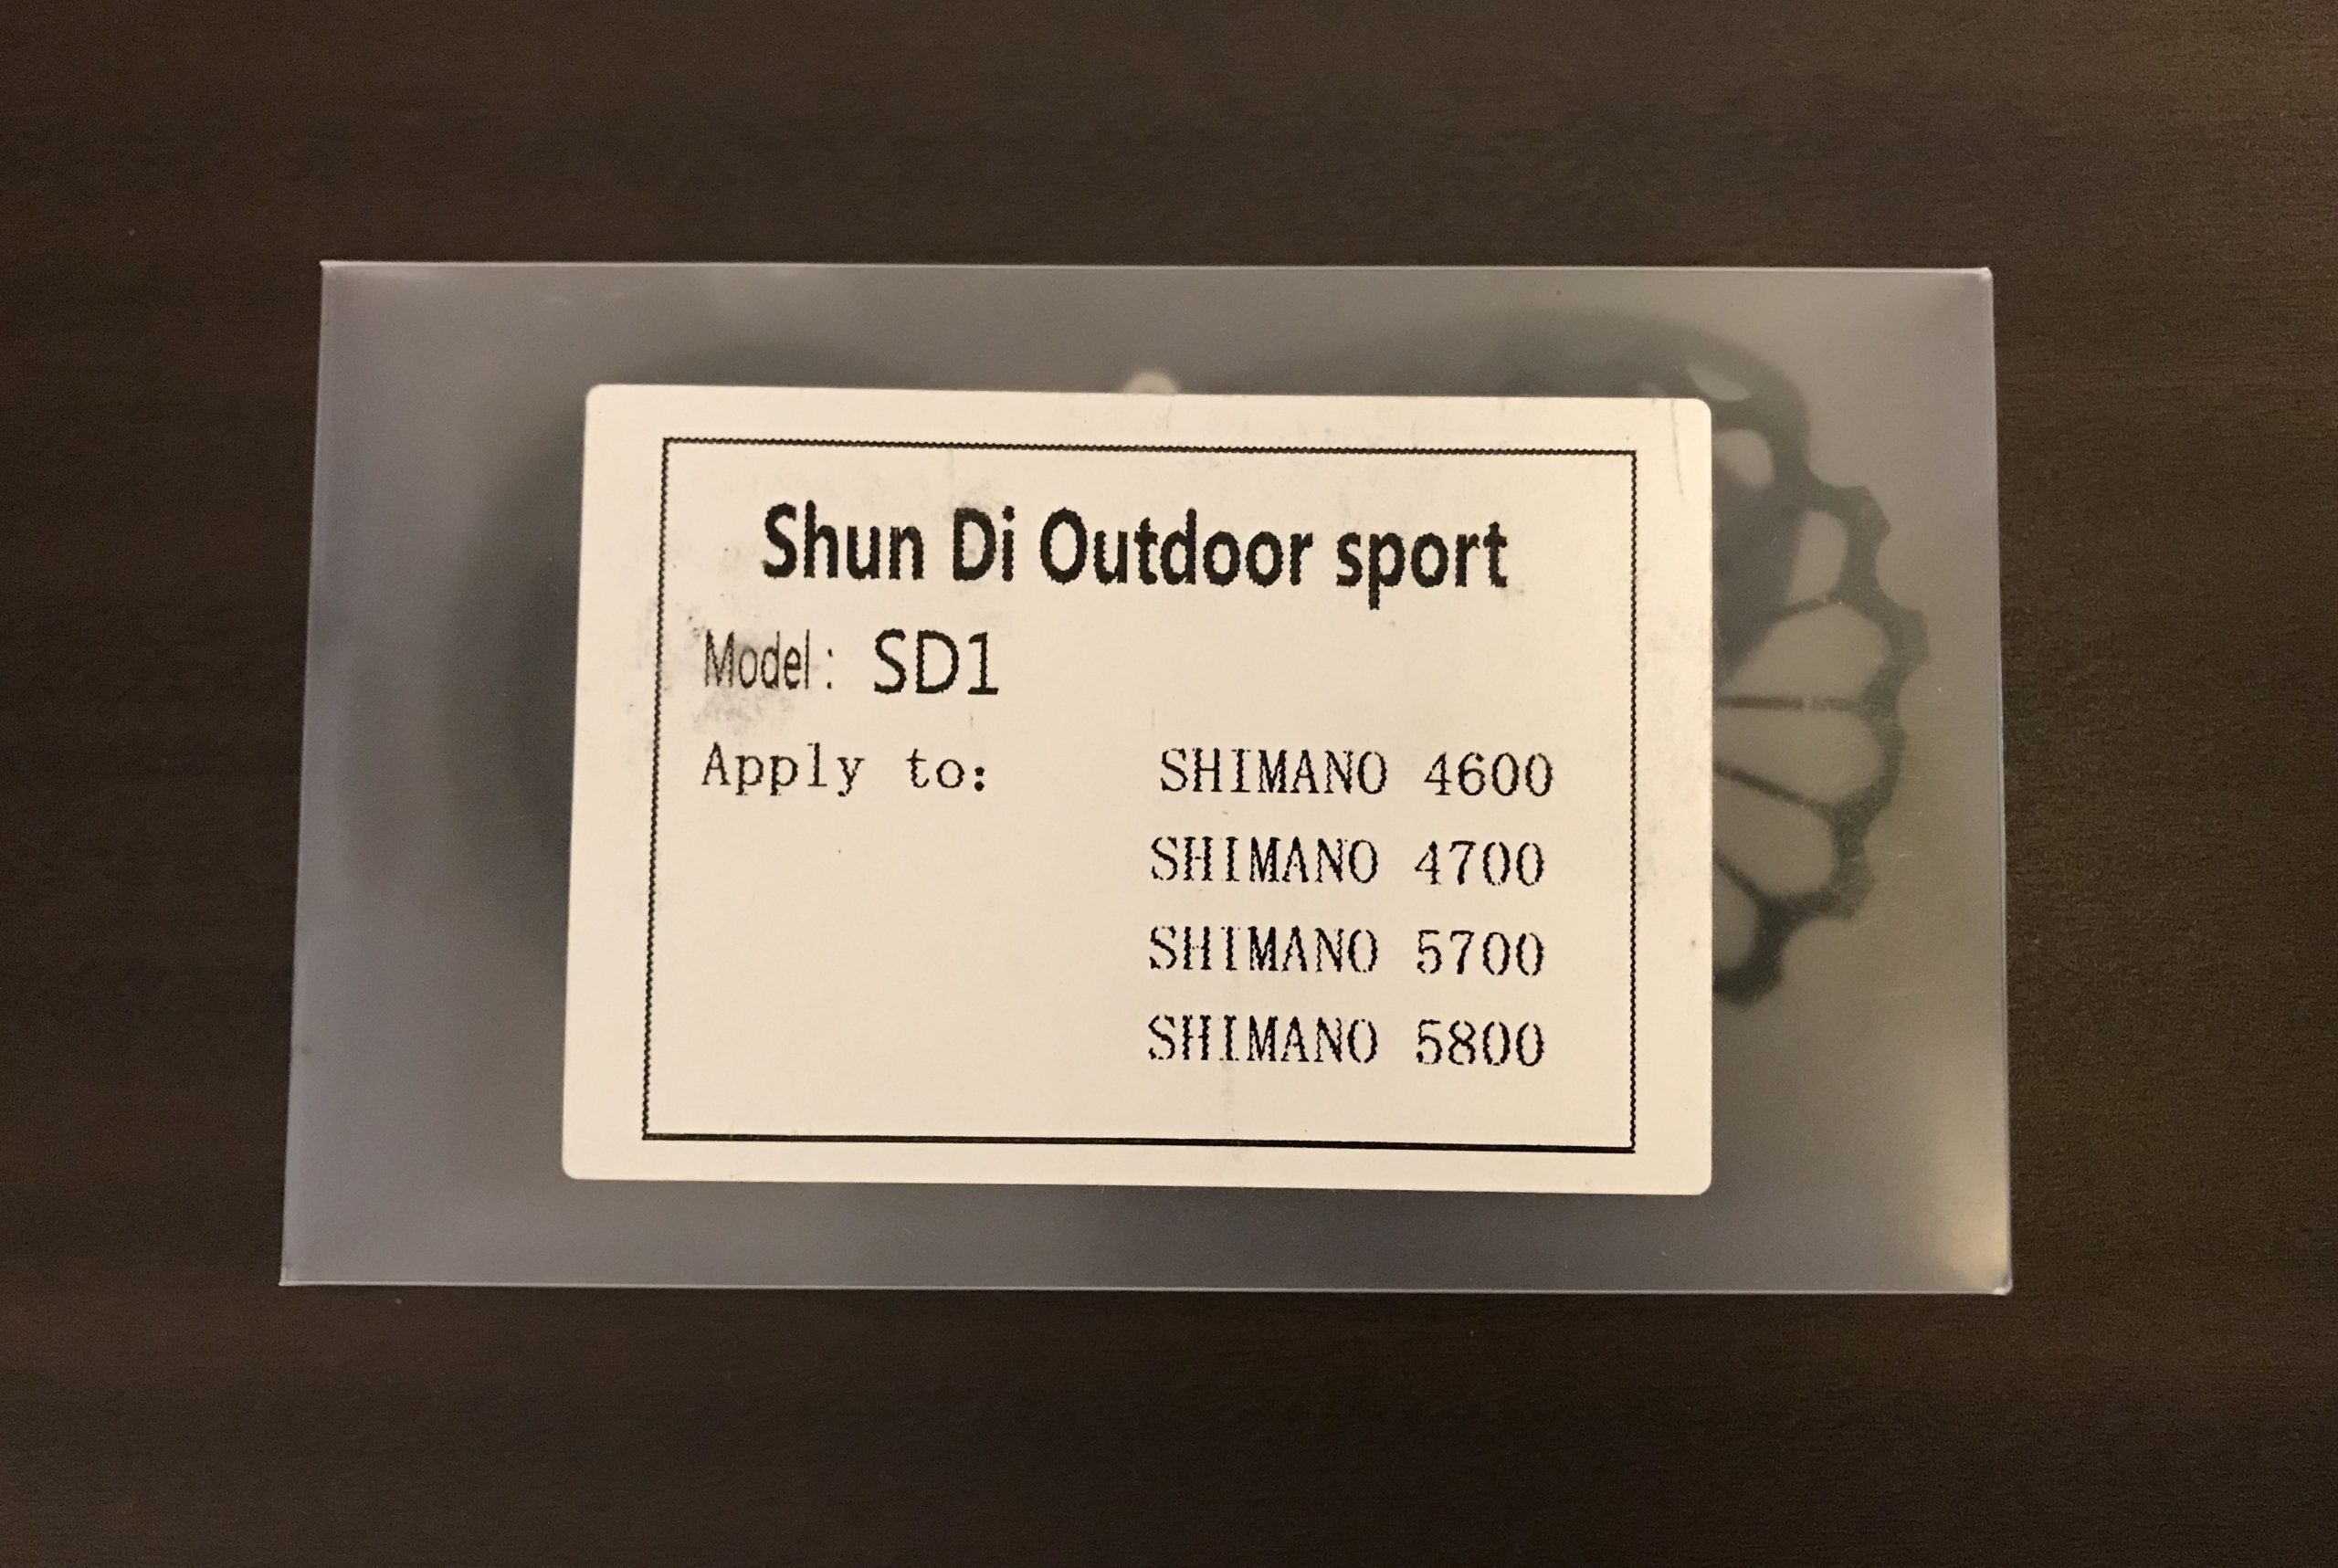 Shun Di Outdoor sport
Model: SD1
Apply to: SHIMANO 4600
SHIMANO 4700
SHIMANO 5700
SHIMANO 5800